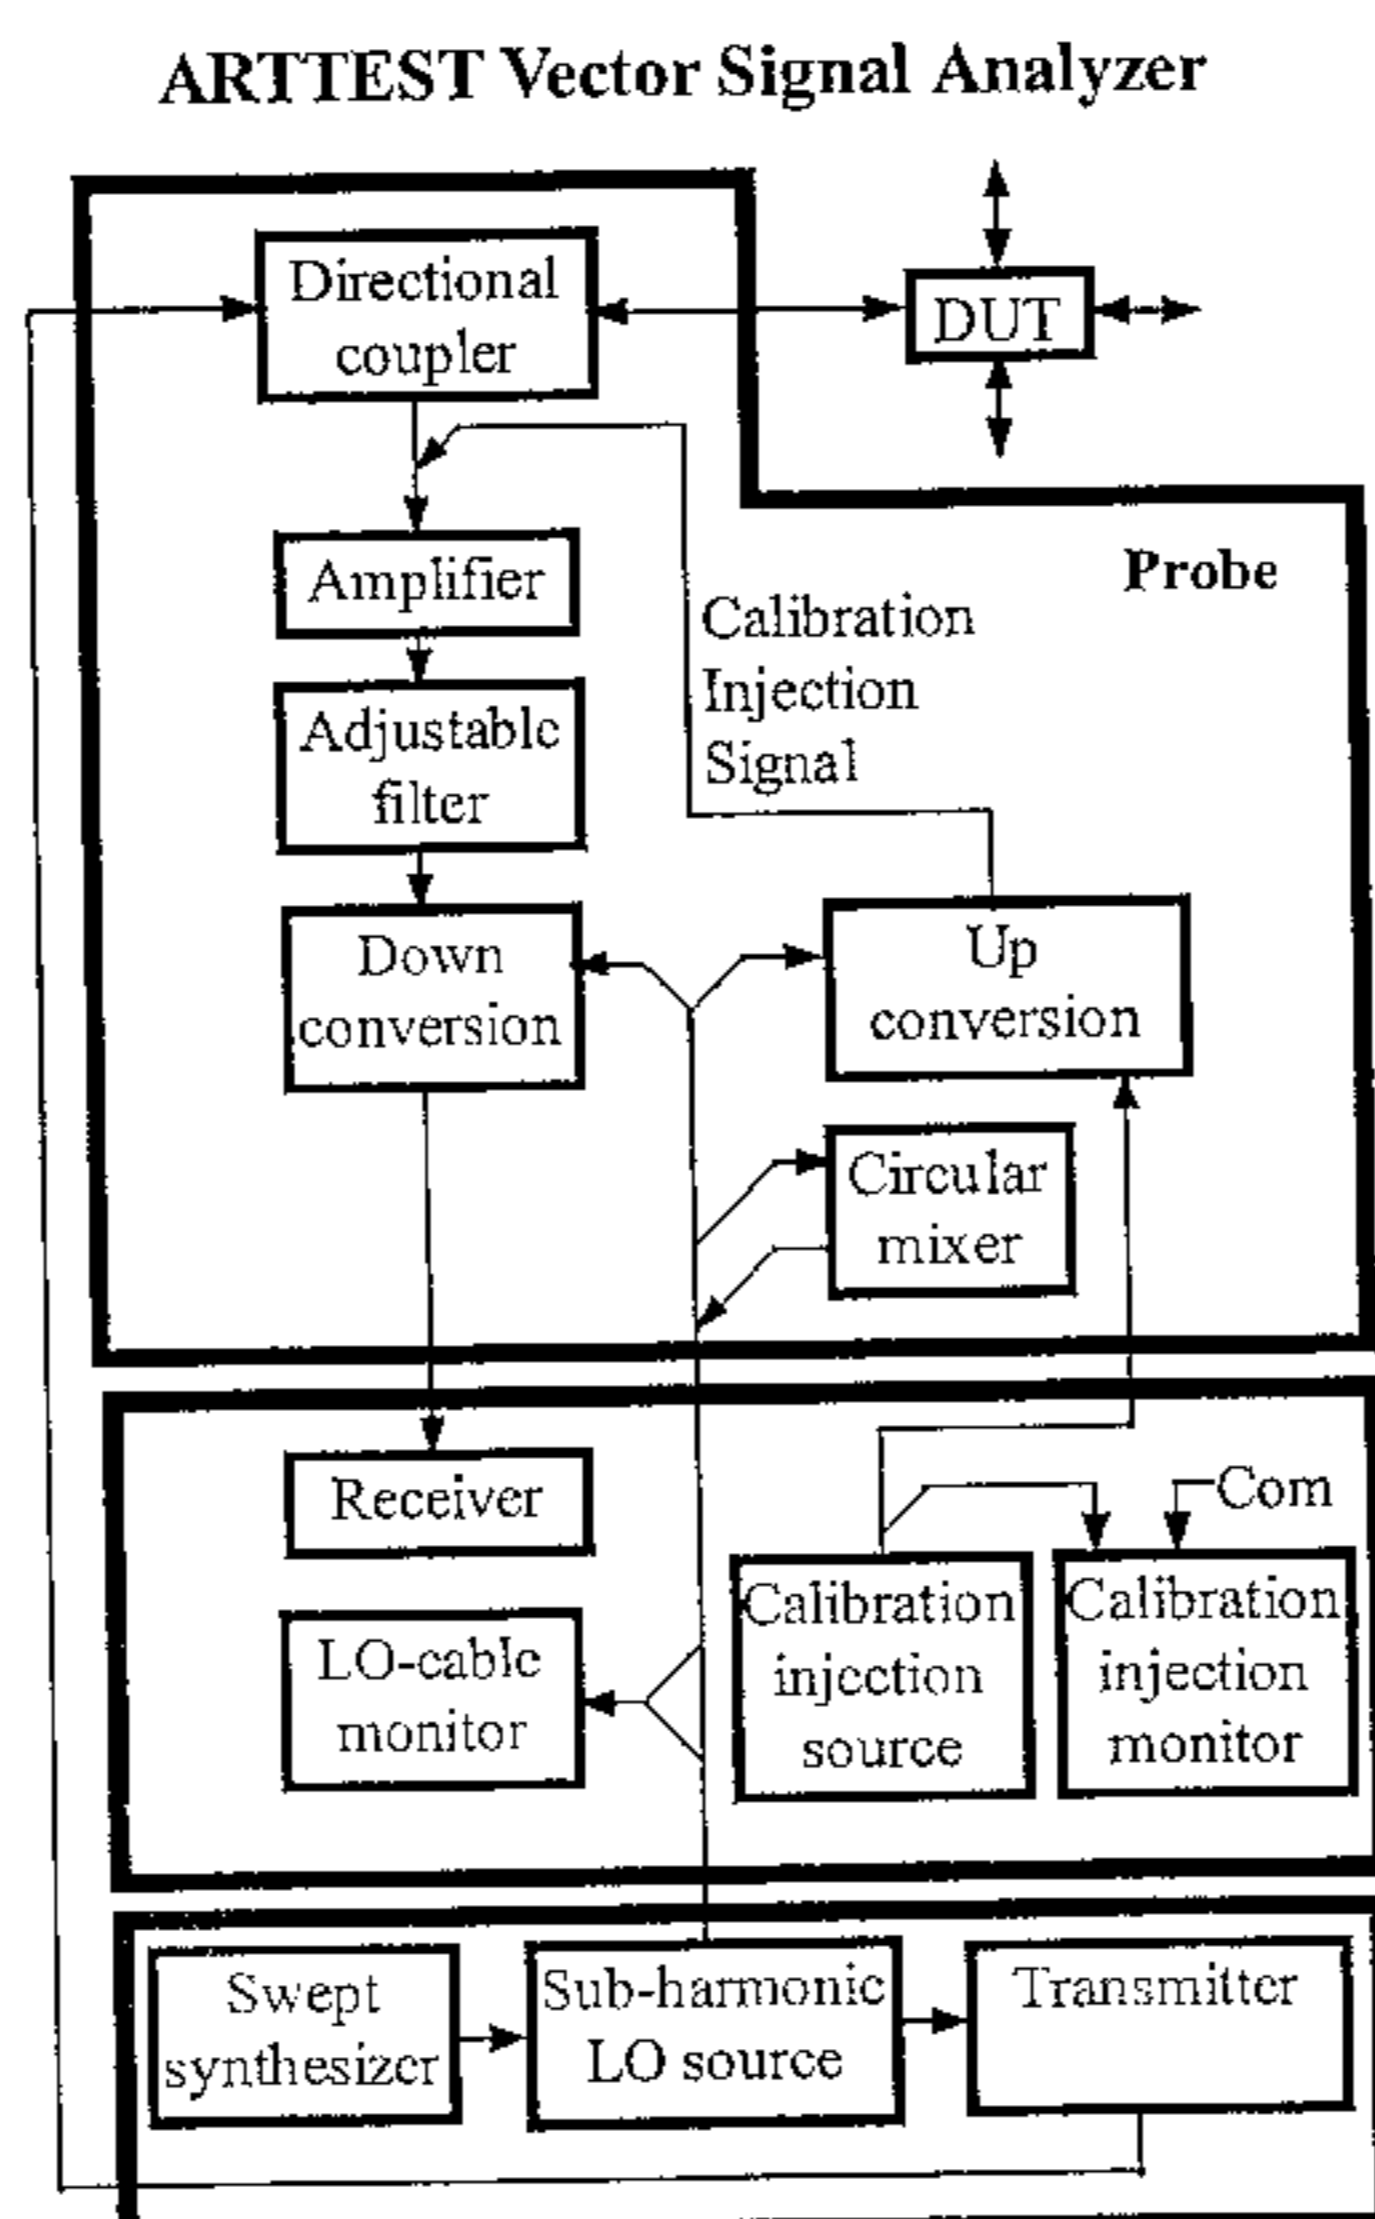 ARTTEST Vector Signal Analyzer
Directional
coupler
DUT
Probe
Amplifier
Calibration
Injection
Signal
Adjustable
filter
Down
conversion
Up
conversion
Circular
mixer
Receiver
Com
LO-cable
monitor
Calibration
injection
source
Calibration
injection
monitor
Swept
synthesizer
Sub-harmonic
LO source
Transmitter